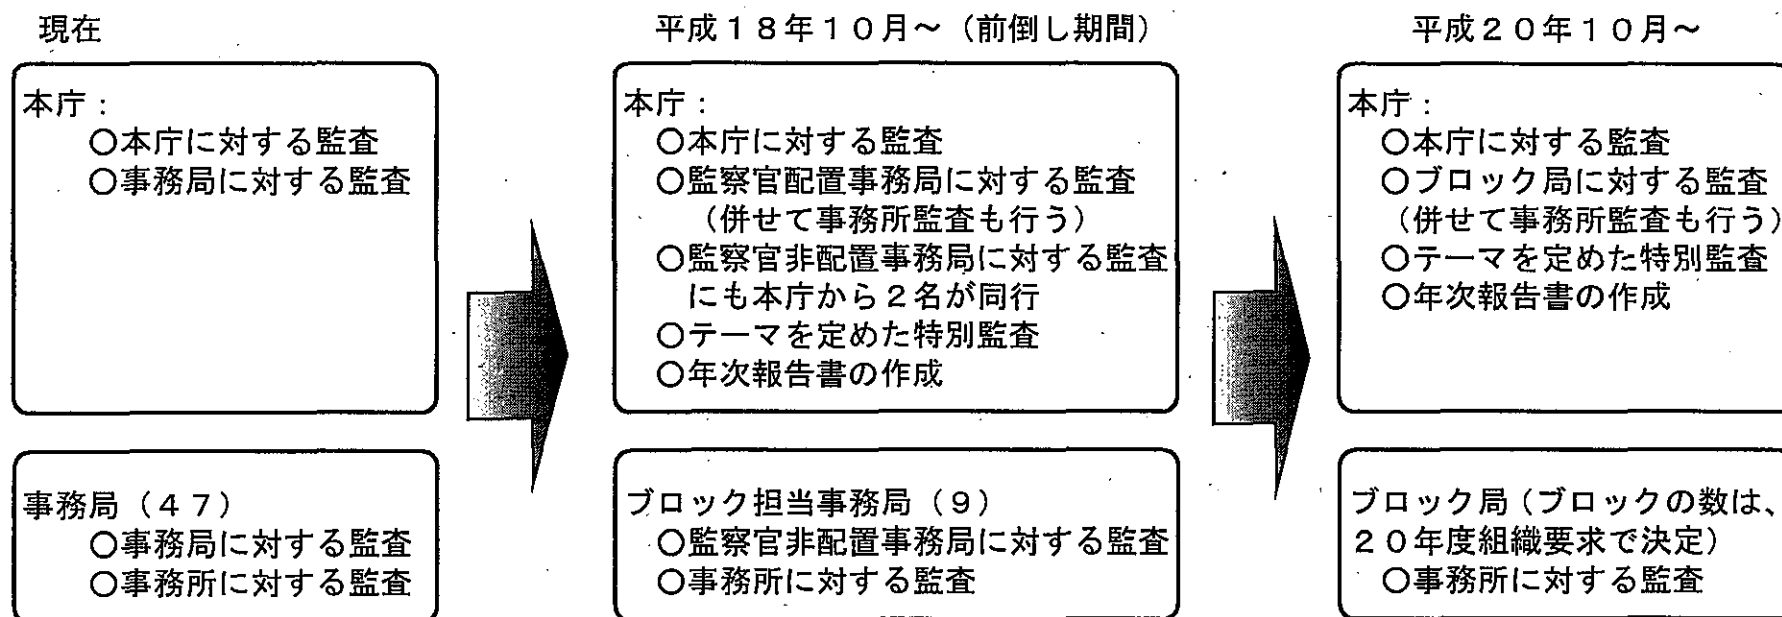 現在
本庁：
○本庁に対する監査
○事務局に対する監査
事務局（４７）
○事務局に対する監査
○事務所に対する監査
平成１８年１０月～（前倒し期間）
本庁：
○本庁に対する監査
○監察官配置事務局に対する監査
（併せて事務所監査も行う）
○監察官非配置事務局に対する監査
にも本庁から２名が同行
○テーマを定めた特別監査
○年次報告書の作成
ブロック担当事務局（９）
○監察官非配置事務局に対する監査
○事務所に対する監査
平成２０年１０月～
本庁：
○本庁に対する監査
○ブロック局に対する監査
（併せて事務所監査も行う）
○テーマを定めた特別監査
○年次報告書の作成
ブロック局（ブロックの数は、
２０年度組織要求で決定）
○事務所に対する監査